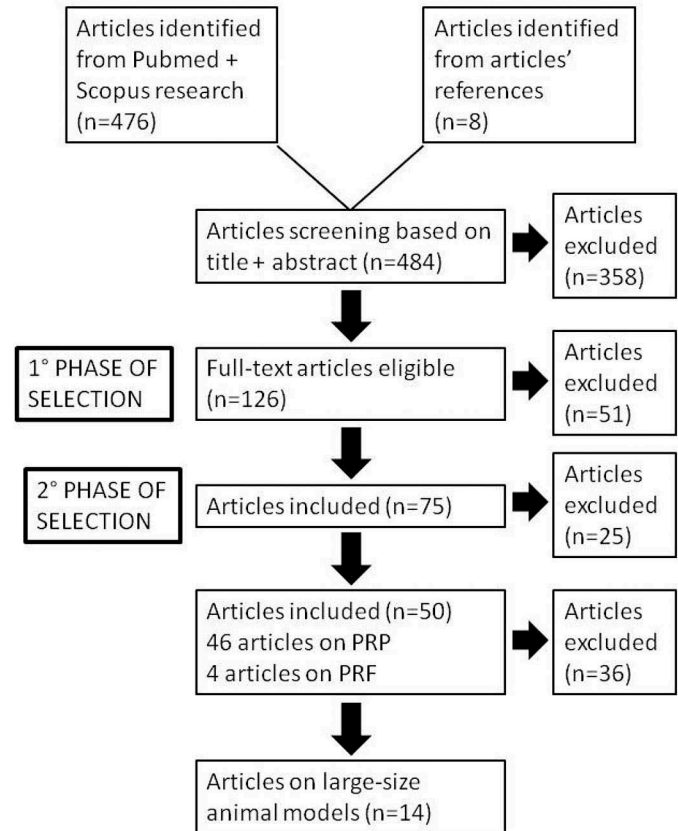 Articles identified
from Pubmed +
Scopus research
(n=476)
Articles identified
from articles'
references
(n=8)
Articles screening based on
title + abstract (n=484)
Articles
excluded
(n=358)
1° PHASE OF
SELECTION
Full-text articles eligible
(n=126)
Articles
excluded
(n=51)
2° PHASE OF
SELECTION
Articles included (n=75)
Articles
excluded
(n=25)
Articles included (n=50)
46 articles on PRP
4 articles on PRF
Articles
excluded
(n=36)
Articles on large-size
animal models (n=14)